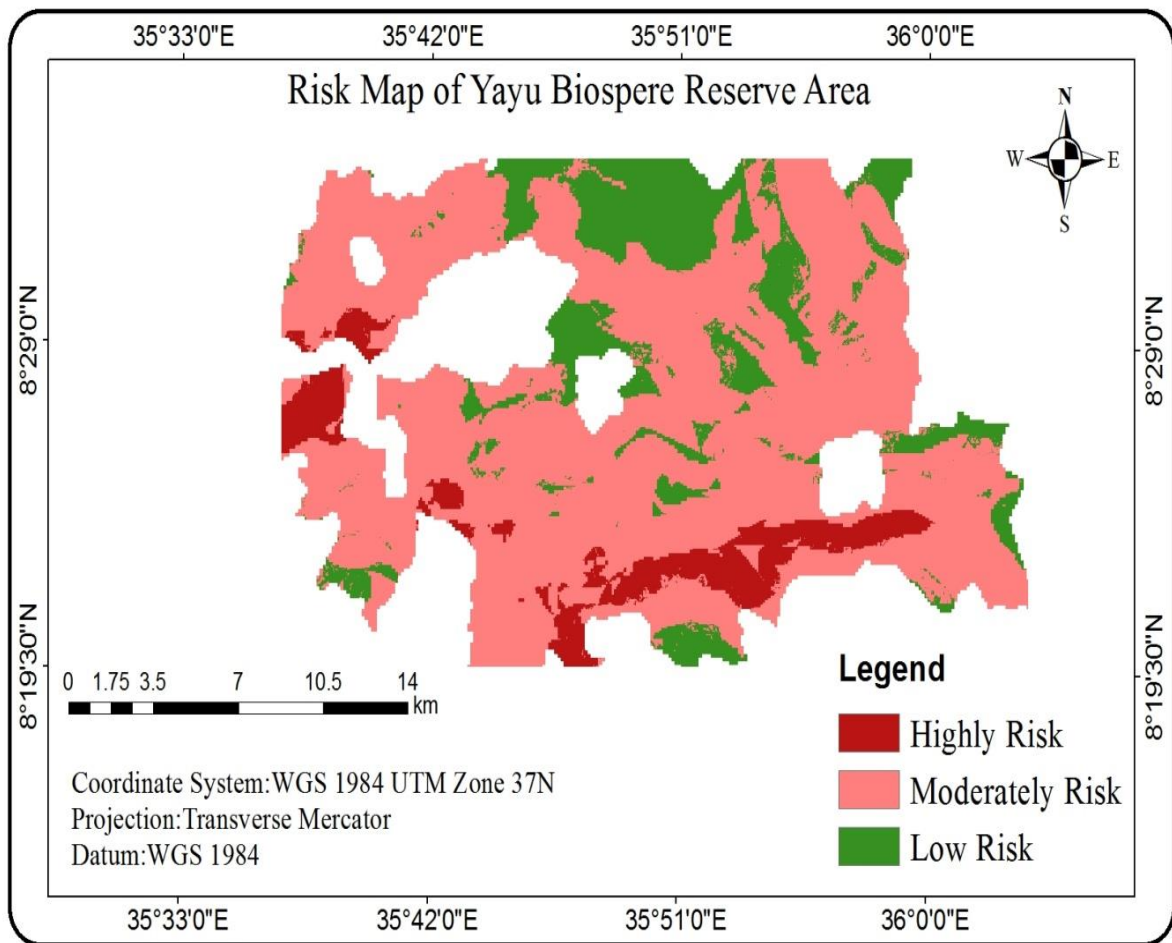 35°33'0"E 35°42'0"E 35°51'0"E 36°0'0"E
Risk Map of Yayu Biospere Reserve Area
N
W E
S
8°29'0"N 8°29'0"N
8°19'30"N 8°19'30"N
0 1.75 3.5 7 10.5 14
km
Legend
Highly Risk
Moderately Risk
Low Risk
Coordinate System:WGS 1984 UTM Zone 37N
Projection:Transverse Mercator
Datum:WGS 1984
35°33'0"E 35°42'0"E 35°51'0"E 36°0'0"E